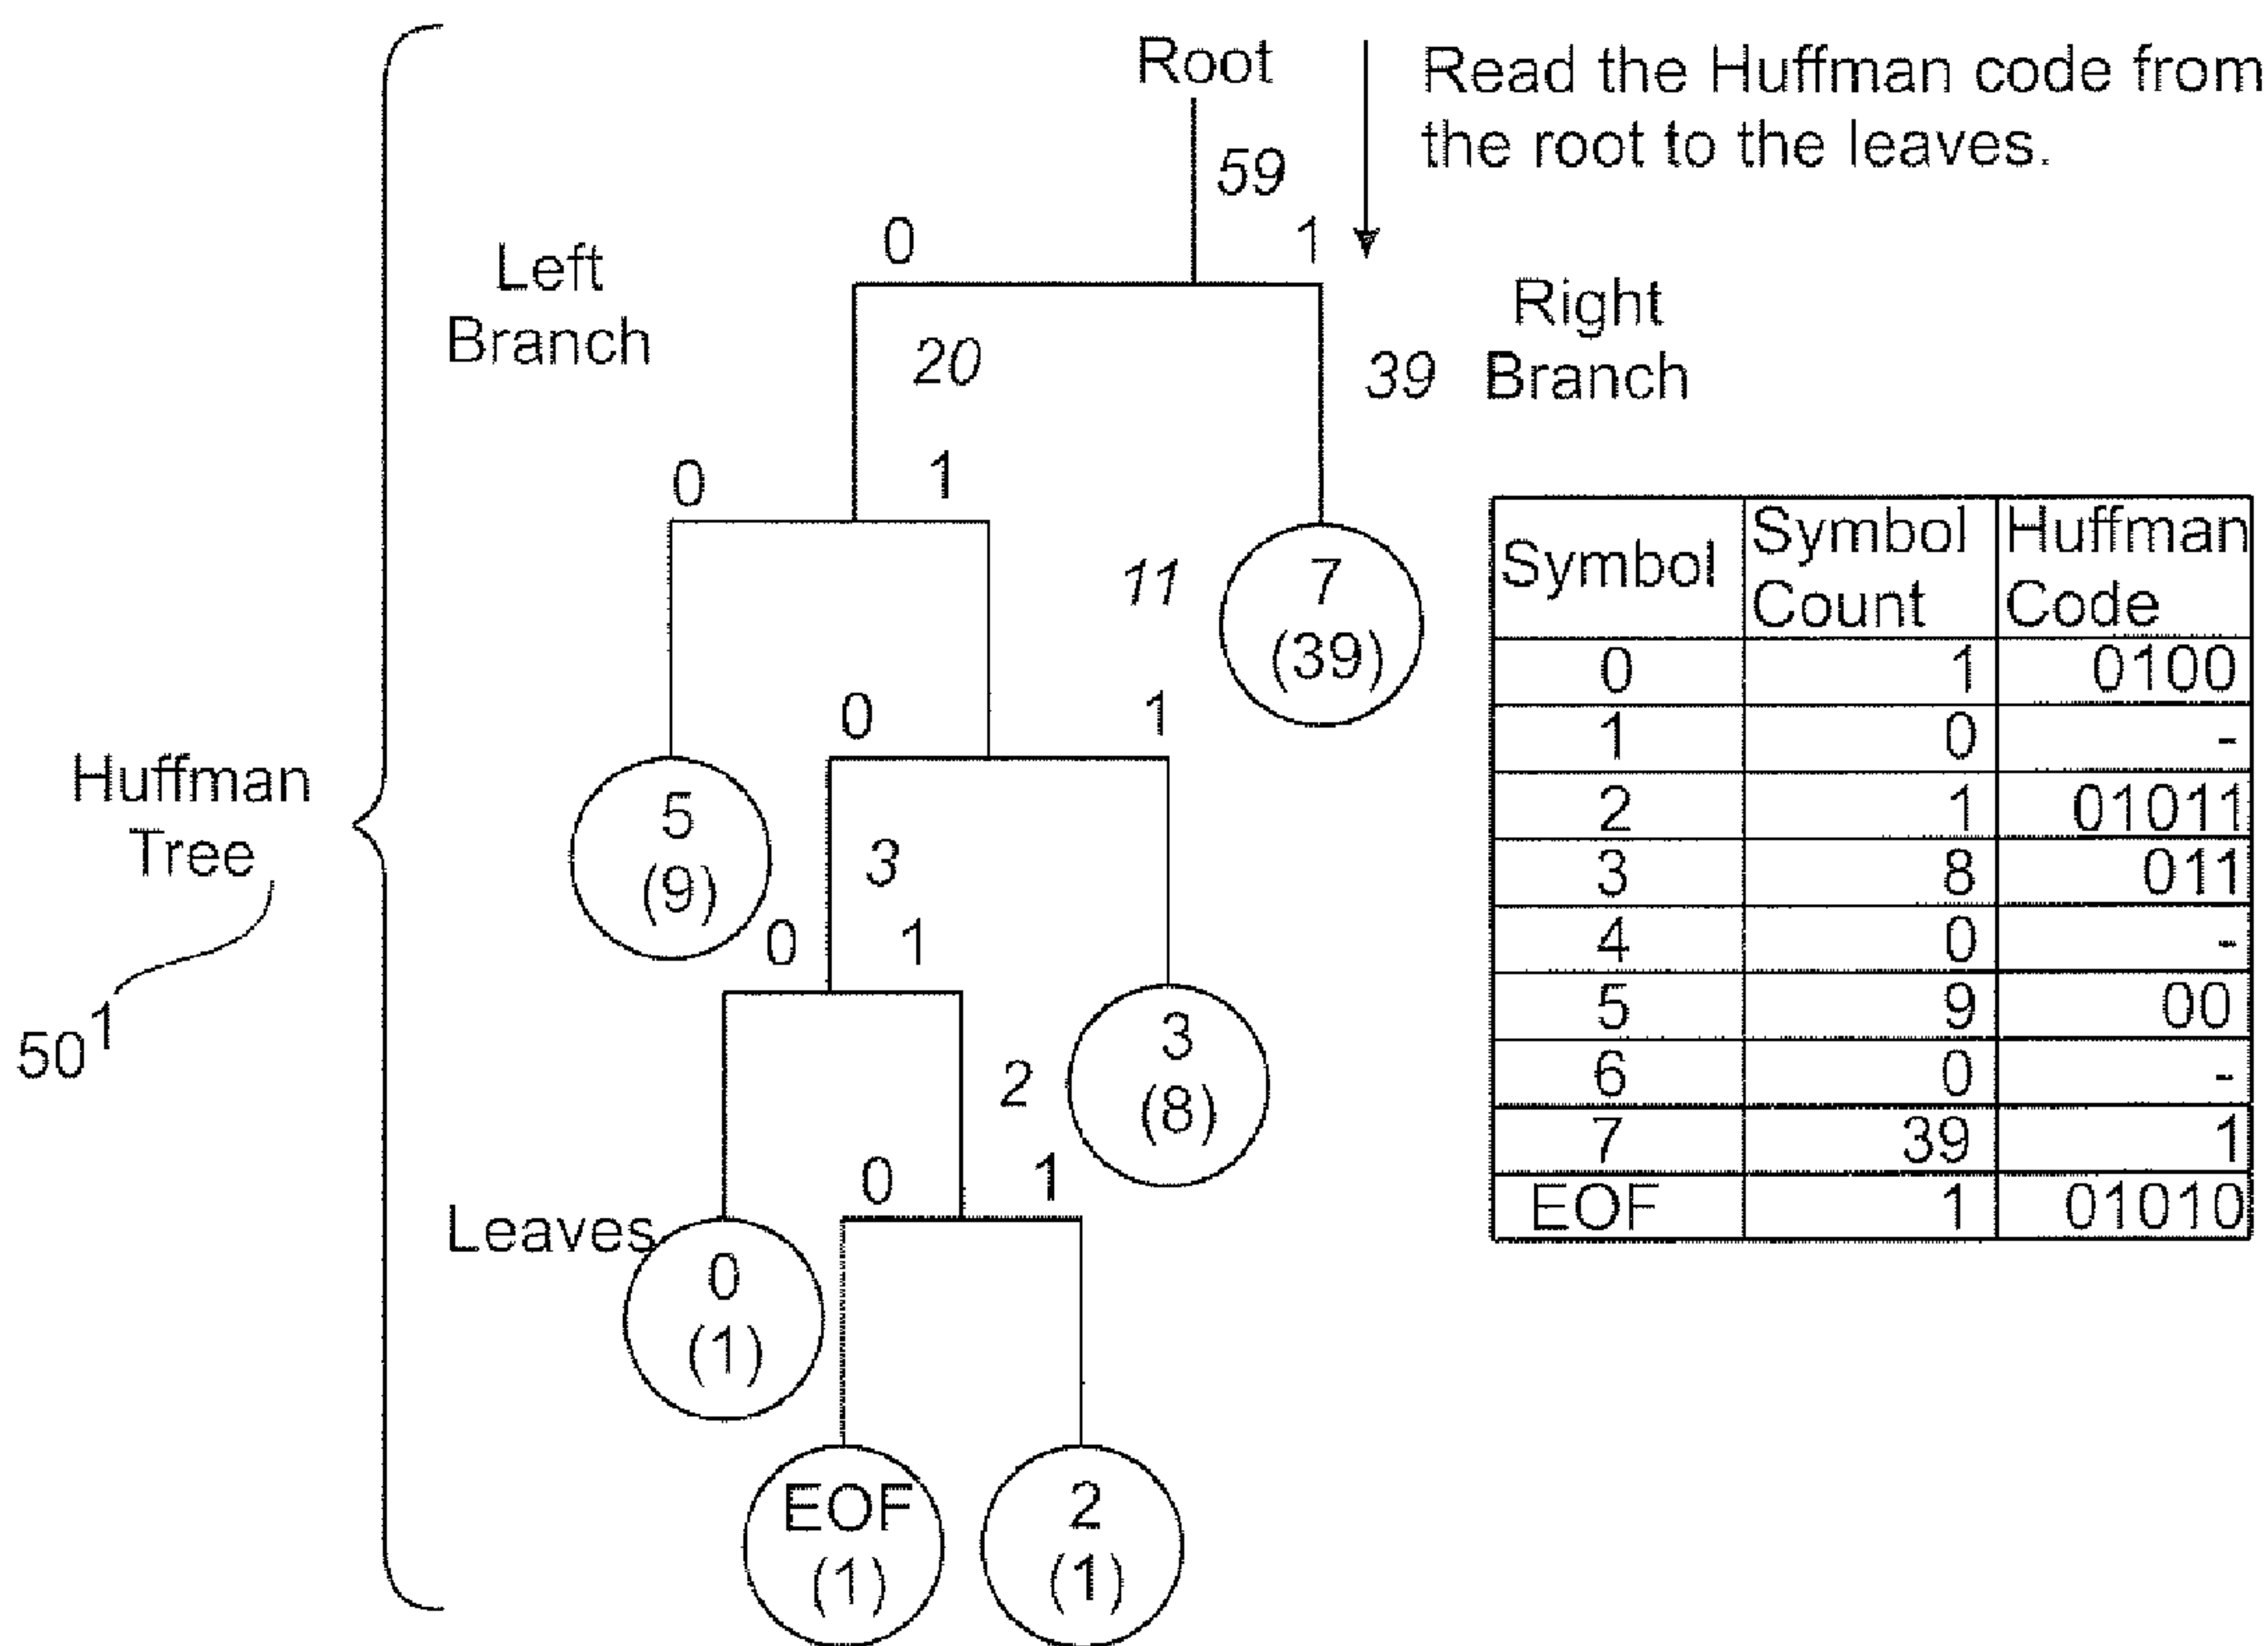 Root
Read the Huffman code from
the root to the leaves.
59
0
1
Left
Branch
20
Right
39 Branch
0
1
11
7
(39)
0
1
Huffman
Tree
50¹
5
(9)
3
0
1
2
3
(8)
0
1
Leaves
0
(1)
EOF
(1)
2
(1)
Symbol Symbol Count Huffman Code
0 1 0100
1 0 -
2 1 01011
3 8 011
4 0 -
5 9 00
6 0 -
7 39 1
EOF 1 01010